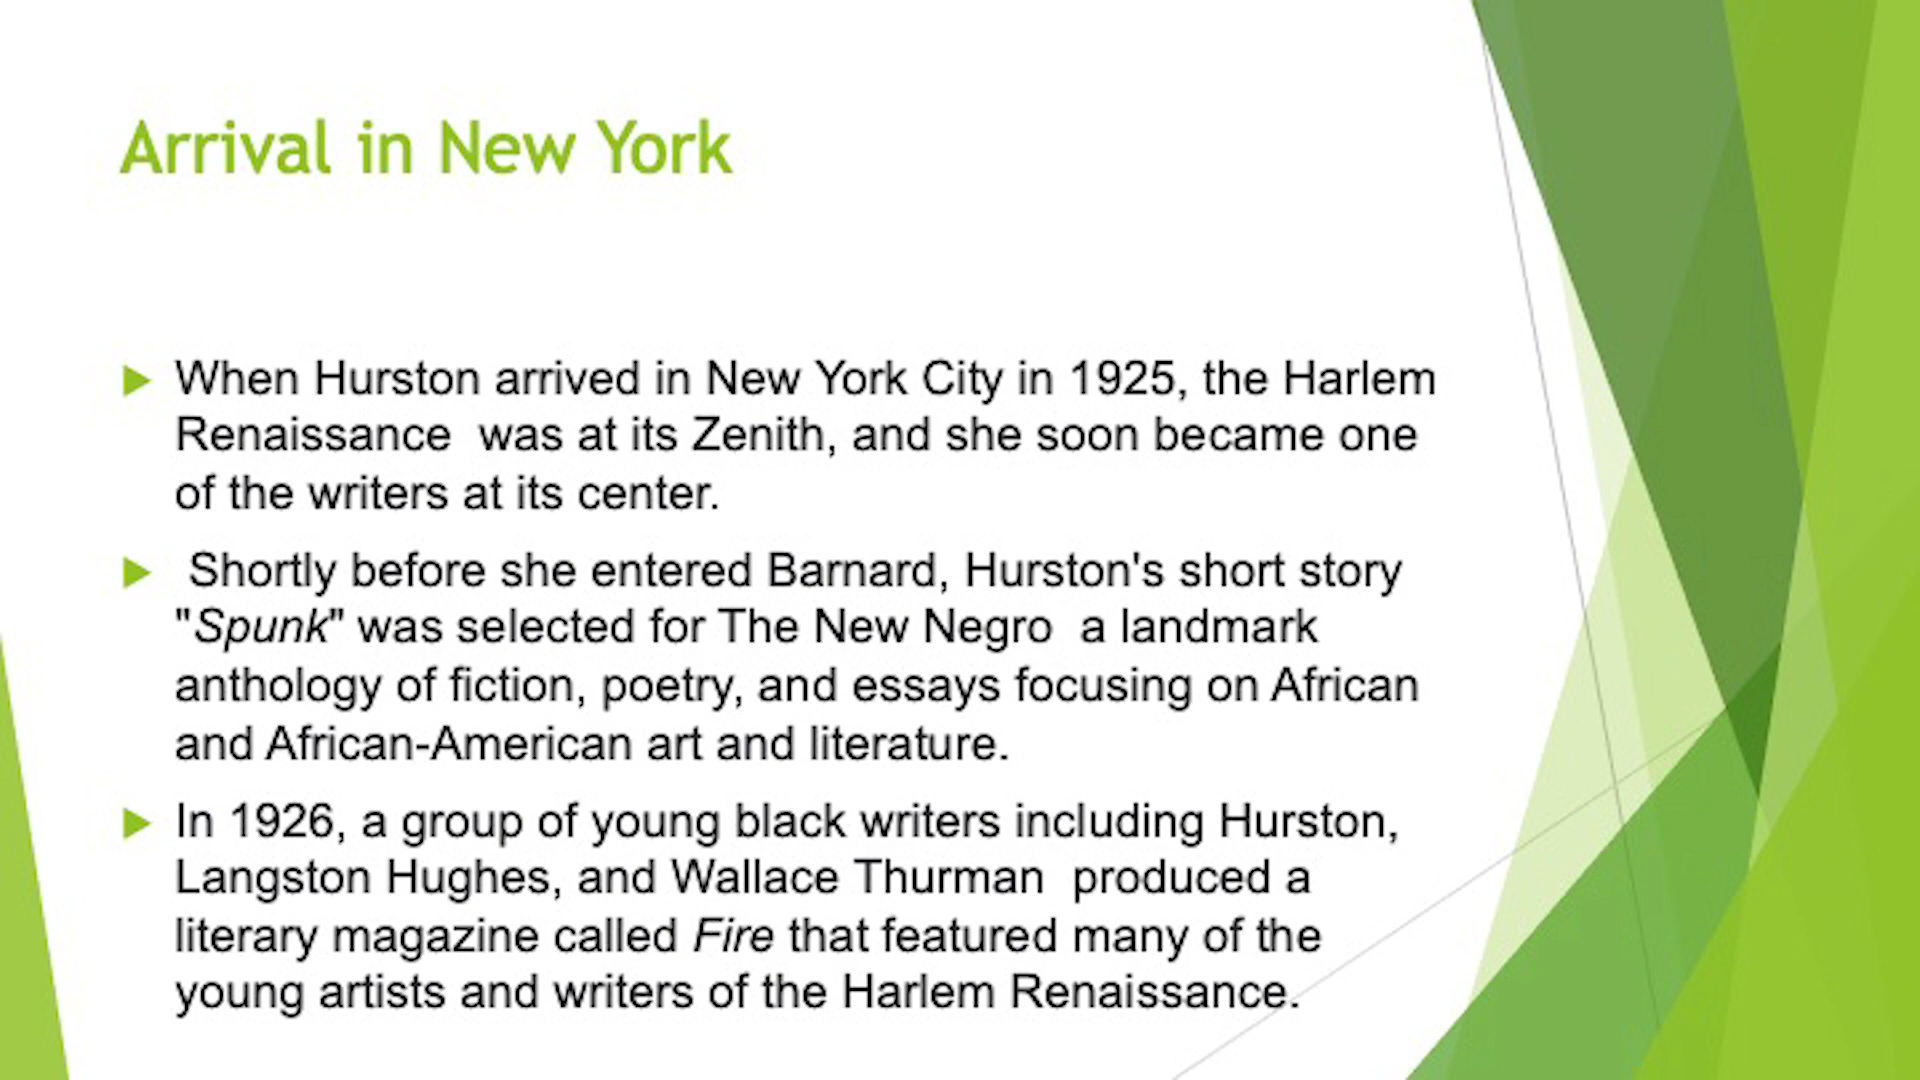 Arrival in New York
When Hurston arrived in New York City in 1925, the Harlem
Renaissance  was at its Zenith, and she soon became one
of the writers at its center.
Shortly before she entered Barnard, Hurston's short story
"Spunk" was selected for The New Negro  a landmark
anthology of fiction, poetry, and essays focusing on African
and African-American art and literature.
In 1926, a group of young black writers including Hurston,
Langston Hughes, and Wallace Thurman  produced a
literary magazine called Fire that featured many of the
young artists and writers of the Harlem Renaissance.